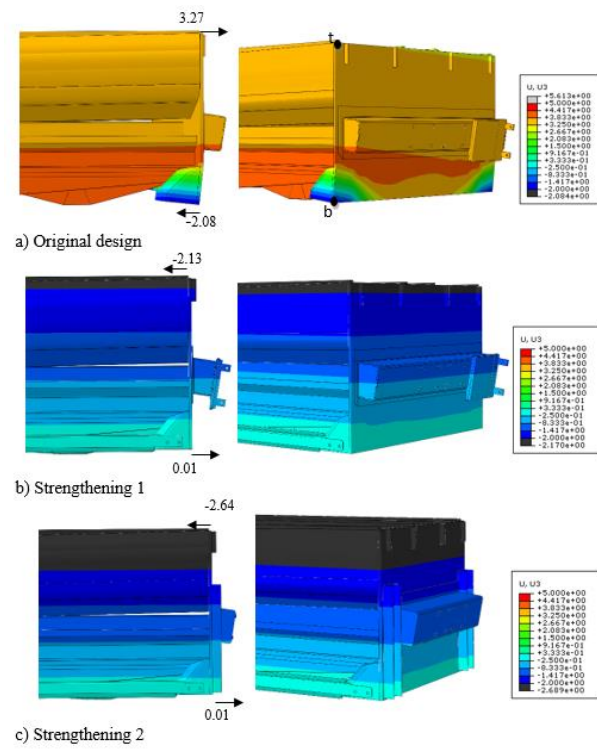 3.27
t
U, U3
+5.613e+00
+5.000e+00
+4.417e+00
+3.833e+00
+3.250e+00
+2.667e+00
+2.083e+00
+1.500e+00
+9.167e-01
+3.333e-01
-2.500e-01
-8.333e-01
-1.417e+00
-2.000e+00
-2.084e+00
-2.08
b
a) Original design
-2.13
U, U3
+5.000e+00
+4.417e+00
+3.833e+00
+3.250e+00
+2.667e+00
+2.083e+00
+1.500e+00
+9.167e-01
+3.333e-01
-2.500e-01
-8.333e-01
-1.417e+00
-2.000e+00
-2.170e+00
0.01
b) Strengthening 1
-2.64
U, U3
+5.000e+00
+4.417e+00
+3.833e+00
+3.250e+00
+2.667e+00
+2.083e+00
+1.500e+00
+9.167e-01
+3.333e-01
-2.500e-01
-8.333e-01
-1.417e+00
-2.000e+00
-2.689e+00
0.01
c) Strengthening 2